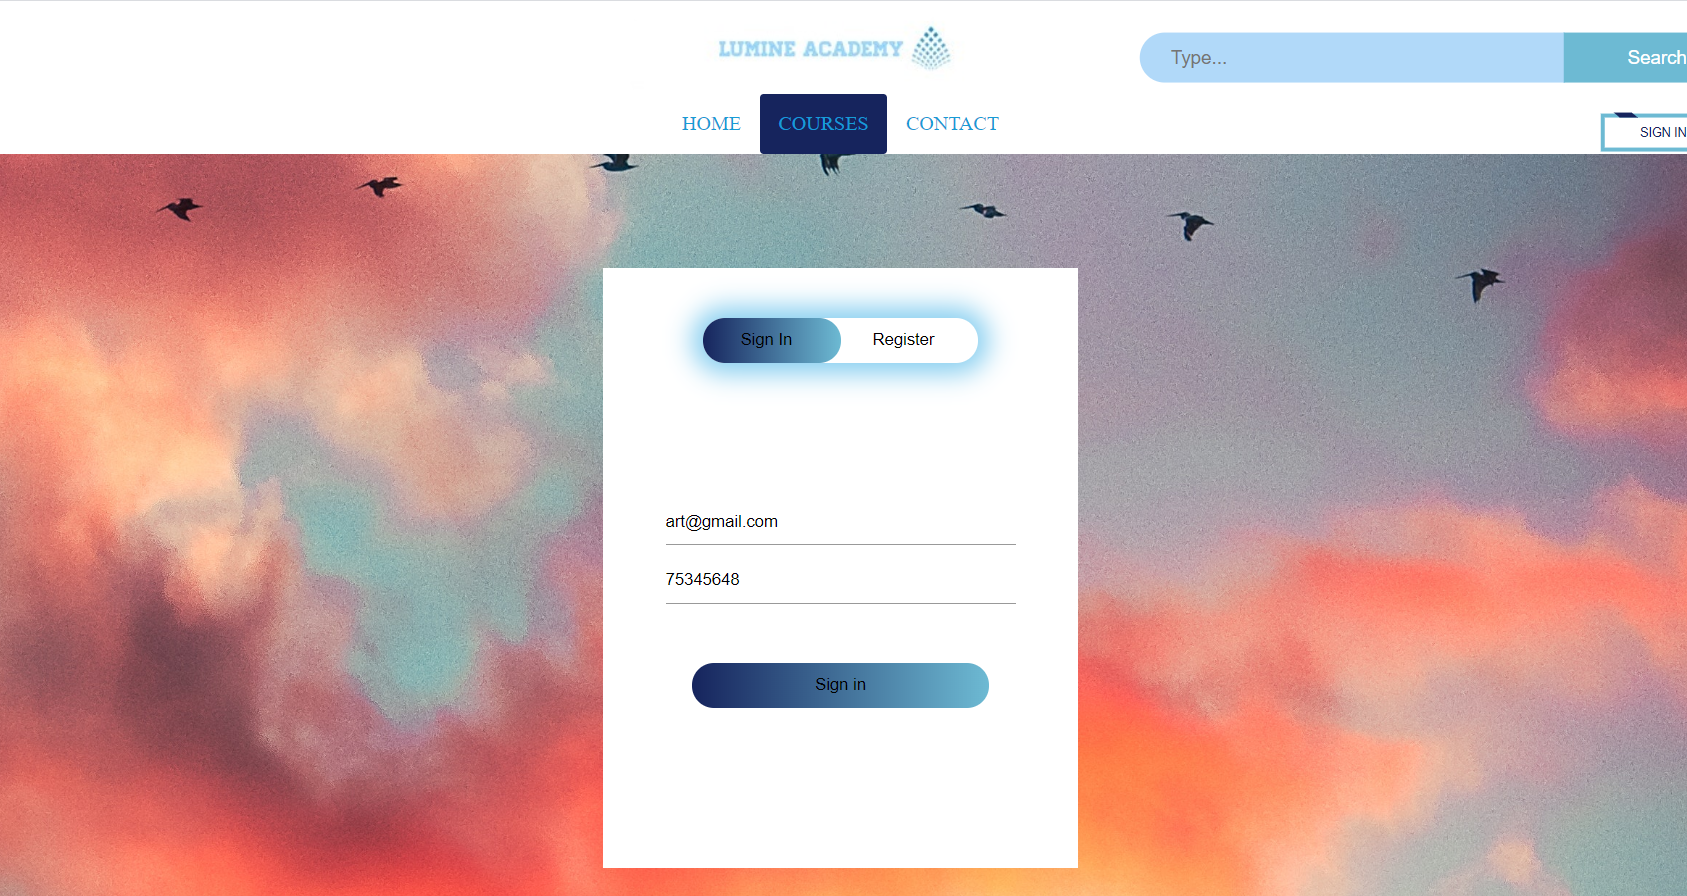 LUMINE ACADEMY
Type...
Search
HOME
COURSES
CONTACT
SIGN IN
Sign In
Register
art@gmail.com
75345648
Sign in